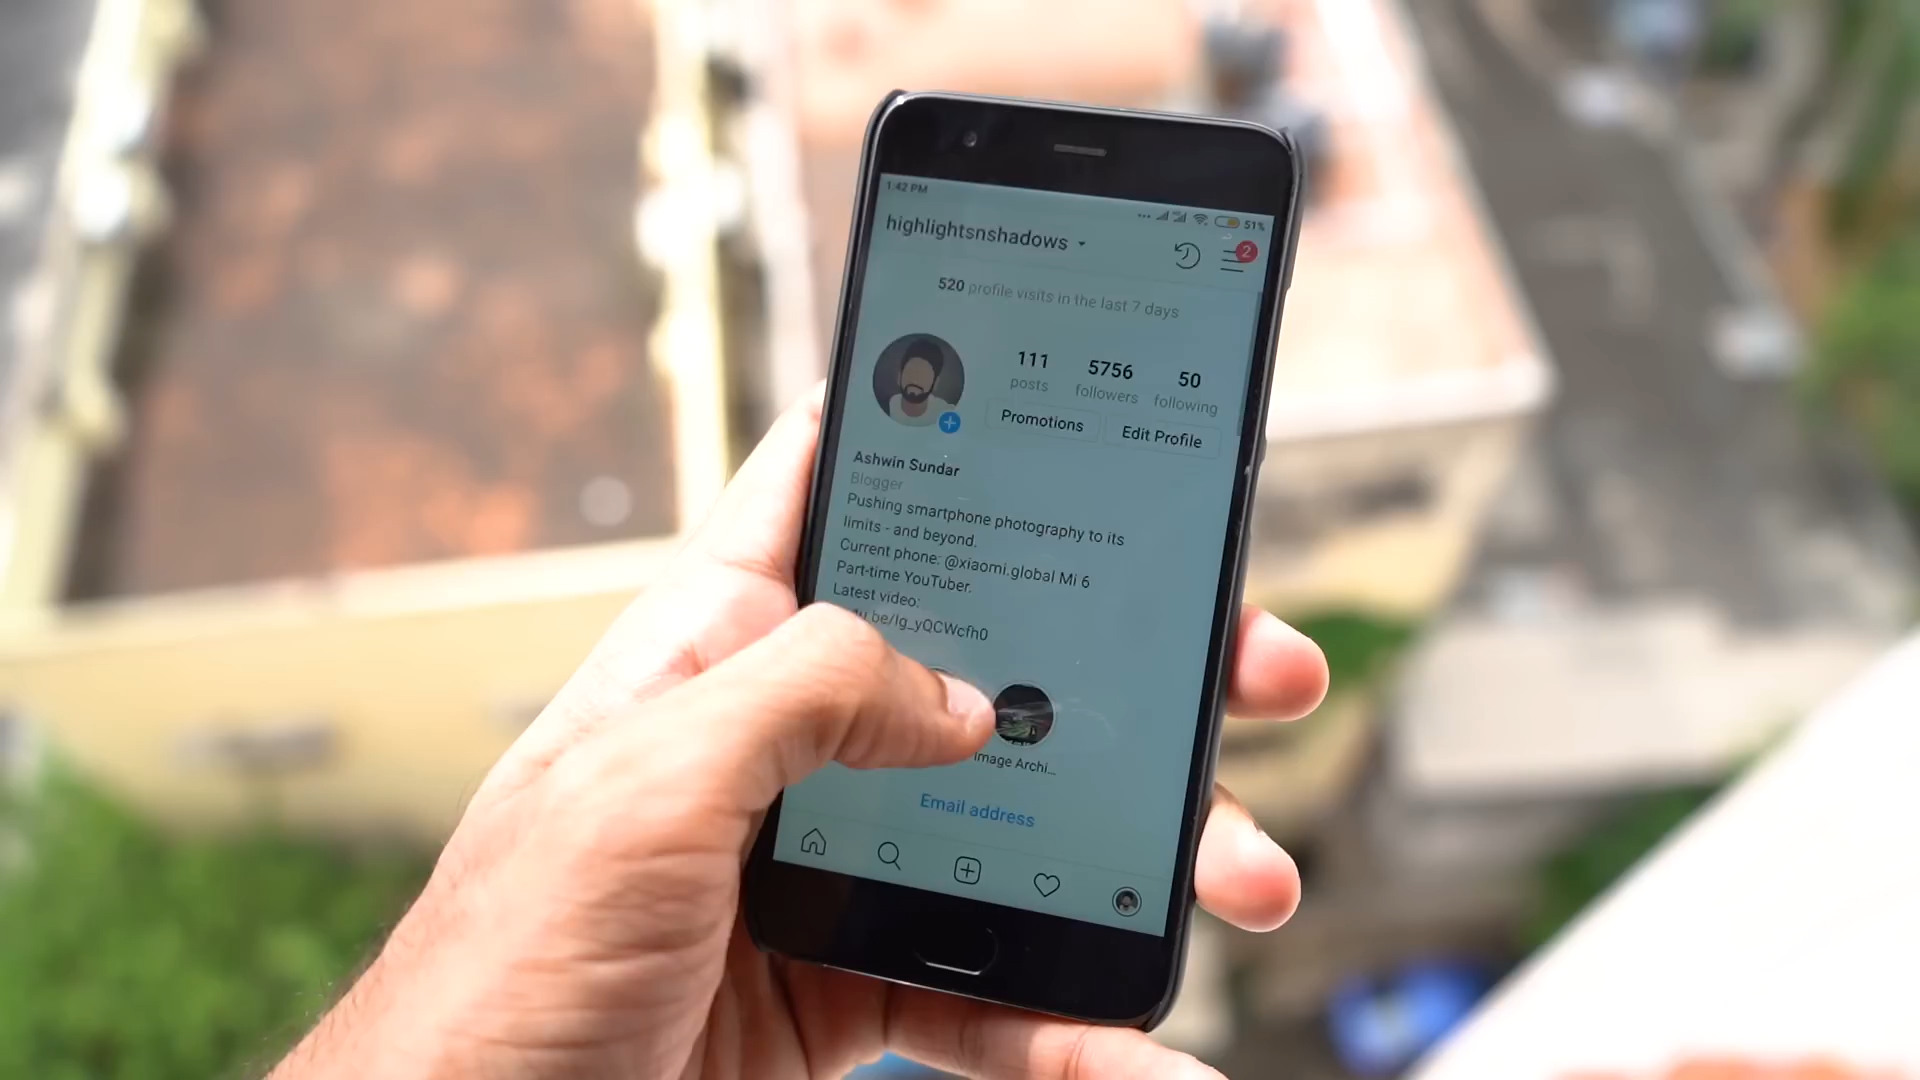 1:42 PM
51%
highlightsnshadows
2
520 profile visits in the last 7 days
111 5756 50
posts followers following
Promotions Edit Profile
Ashwin Sundar
Blogger
Pushing smartphone photography to its
limits - and beyond.
Current phone: @xiaomi.global Mi 6
Part-time YouTuber.
Latest video:
u.be/lg_yQCWcfh0
Image Archi...
Email address